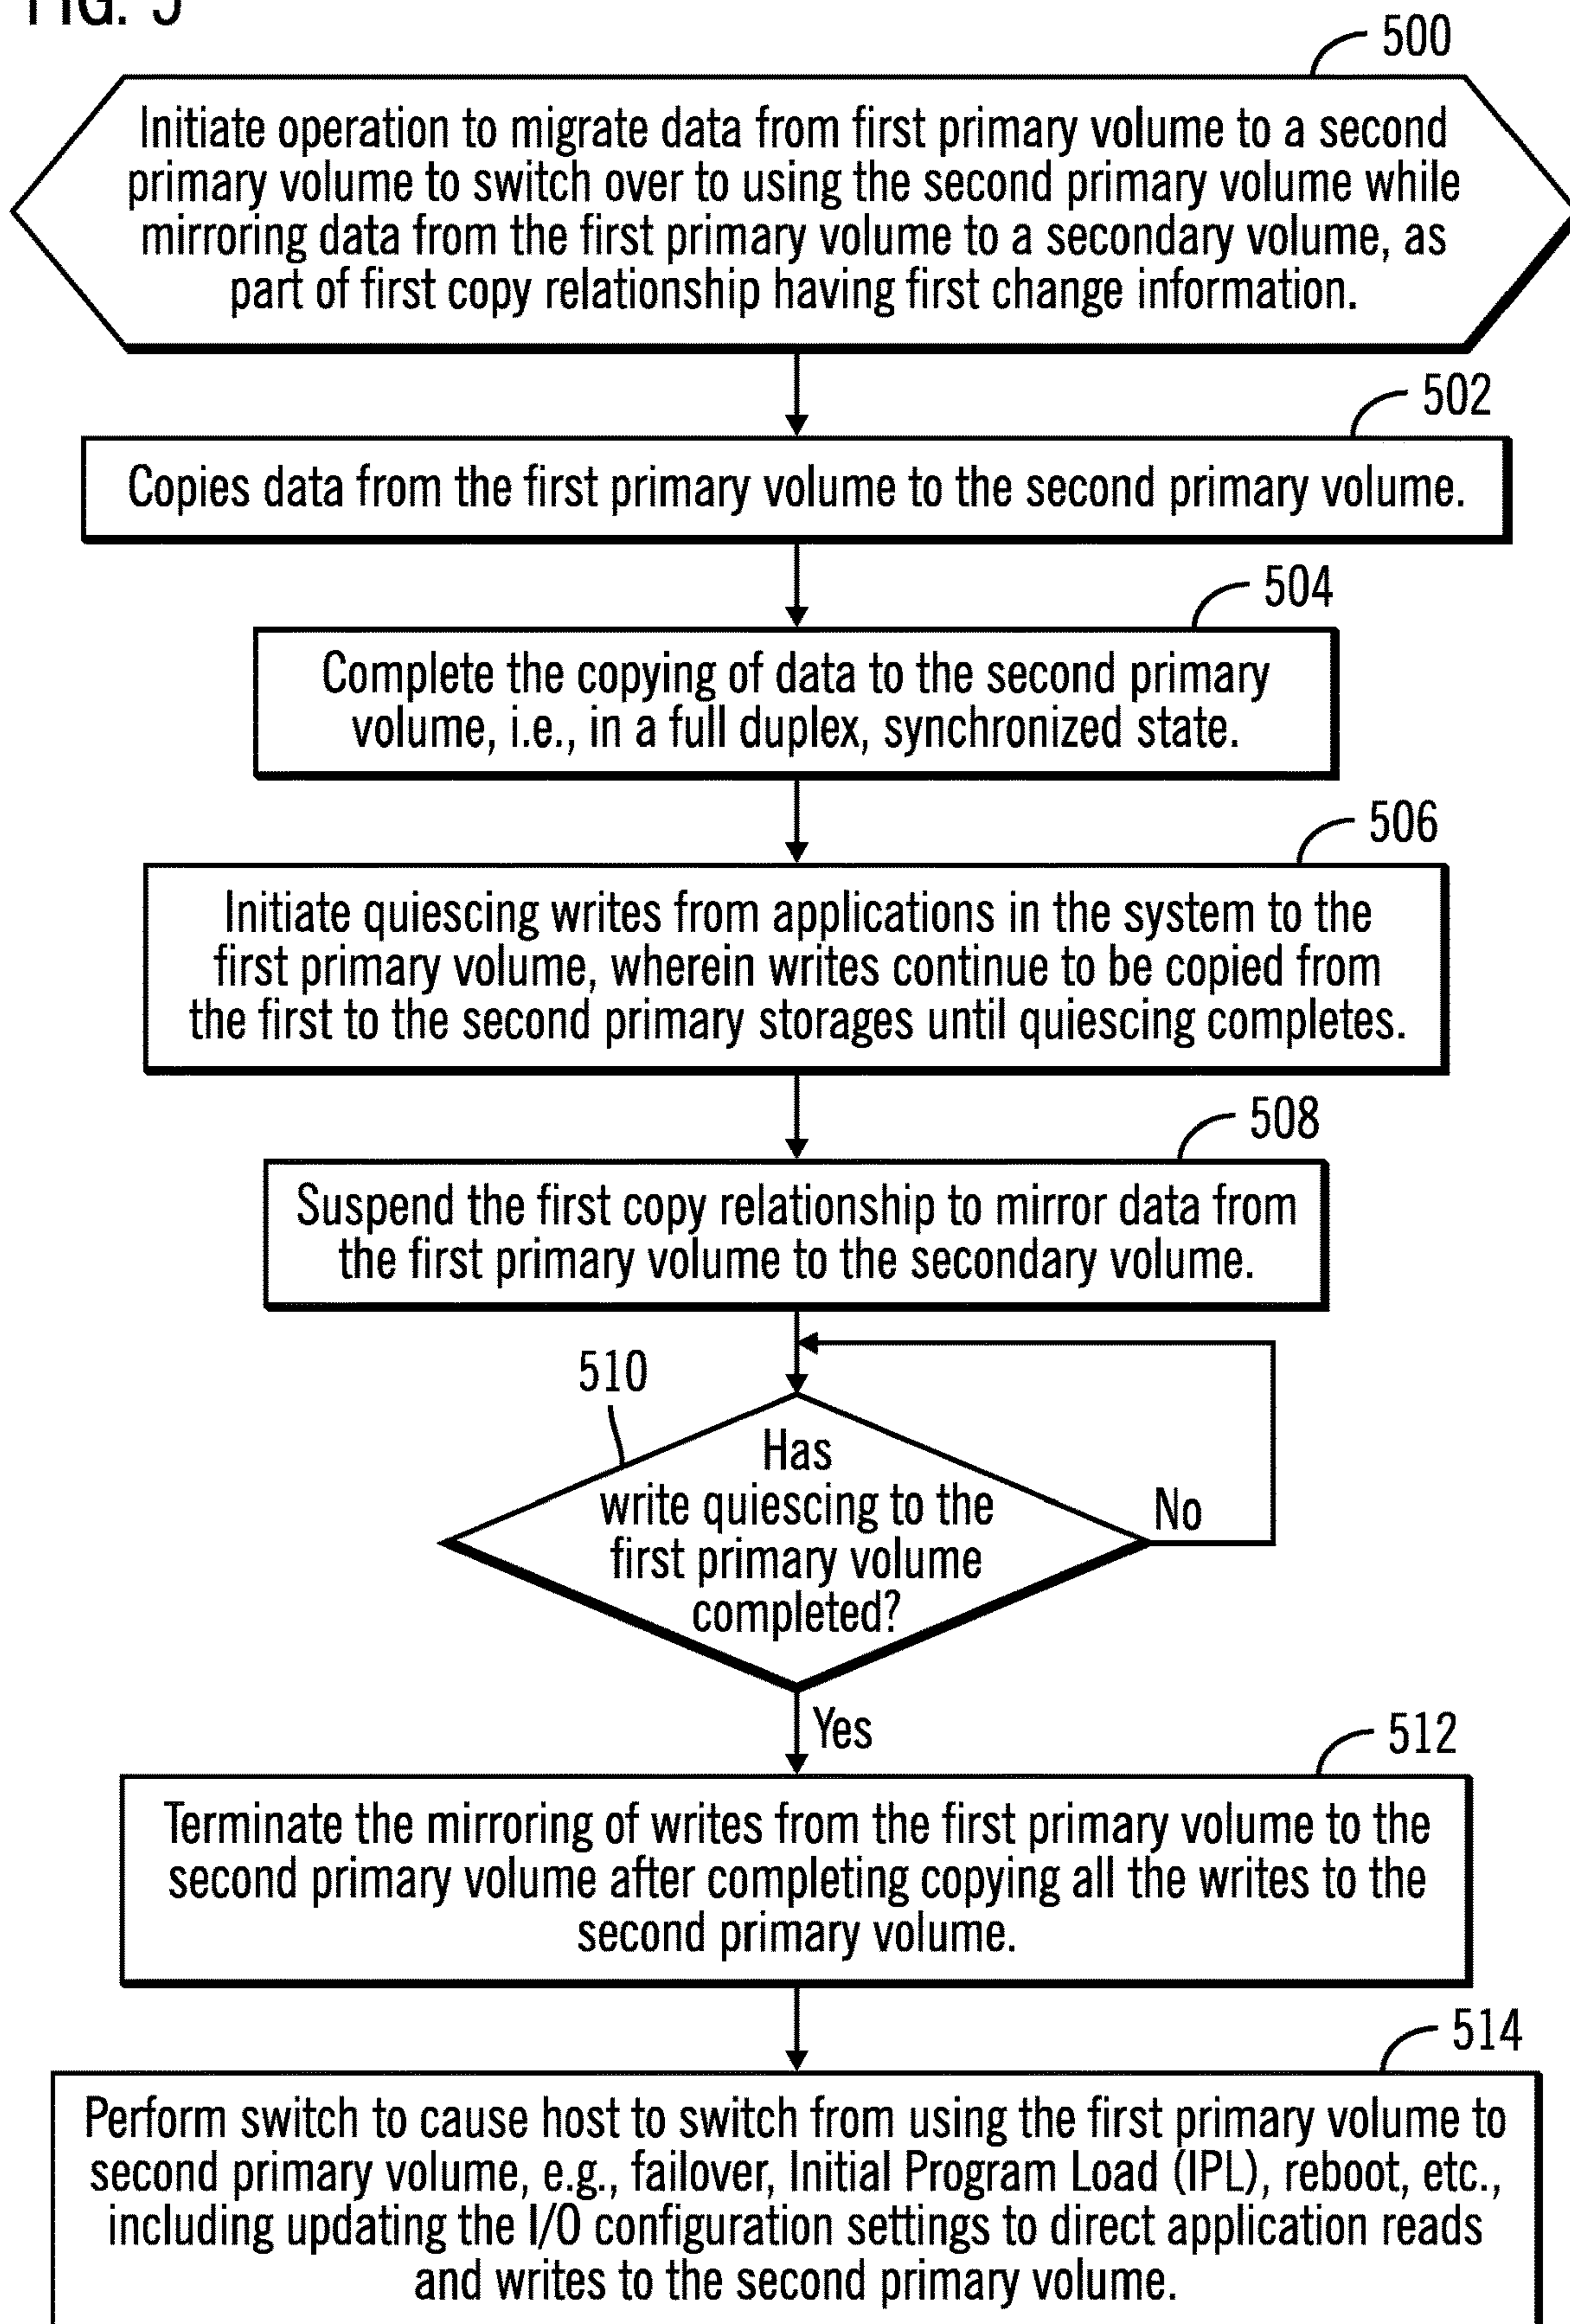 FIG. 5
500
Initiate operation to migrate data from first primary volume to a second
primary volume to switch over to using the second primary volume while
mirroring data from the first primary volume to a secondary volume, as
part of first copy relationship having first change information.
502
Copies data from the first primary volume to the second primary volume.
504
Complete the copying of data to the second primary
volume, i.e., in a full duplex, synchronized state.
506
Initiate quiescing writes from applications in the system to the
first primary volume, wherein writes continue to be copied from
the first to the second primary storages until quiescing completes.
508
Suspend the first copy relationship to mirror data from
the first primary volume to the secondary volume.
510
Has
write quiescing to the
first primary volume
completed?
No
Yes
512
Terminate the mirroring of writes from the first primary volume to the
second primary volume after completing copying all the writes to the
second primary volume.
514
Perform switch to cause host to switch from using the first primary volume to
second primary volume, e.g., failover, Initial Program Load (IPL), reboot, etc.,
including updating the I/O configuration settings to direct application reads
and writes to the second primary volume.